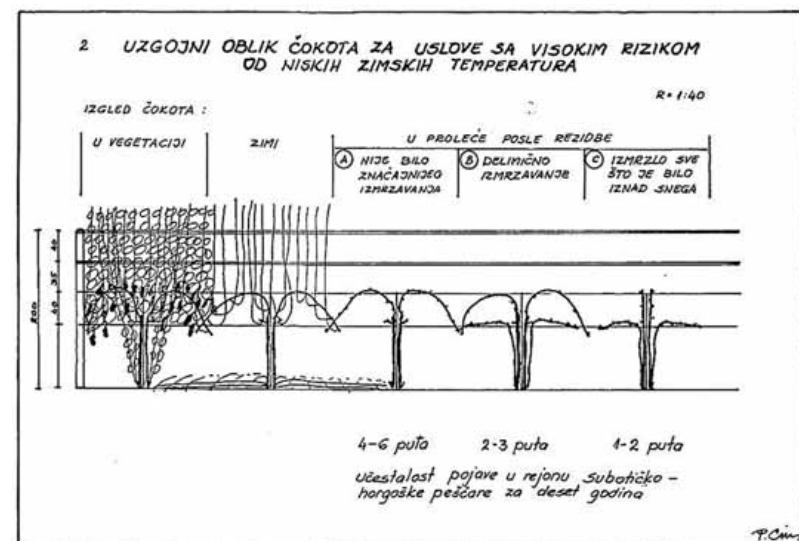 2 UZGOJNI OBLIK ČOKOTA ZA USLOVE SA VISOKIM RIZIKOM
OD NISKIH ZIMSKIH TEMPERATURA
R = 1:40
IZGLED ČOKOTA :
U VEGETACIJI
ZIMI
U PROLEĆE POSLE REZIDBE
A NIJE BILO
ZNAČAJNIJEG
IZMRZAVANJA
B DELIMIČNO
IZMRZAVANJE
C IZMRZLO SVE
ŠTO JE BILO
IZNAD SNEGA
200
40
35
40
4-6 puta
2-3 puta
1-2 puta
Učestalost pojave u rejonu subotičko-
horgoške peščare za deset godina